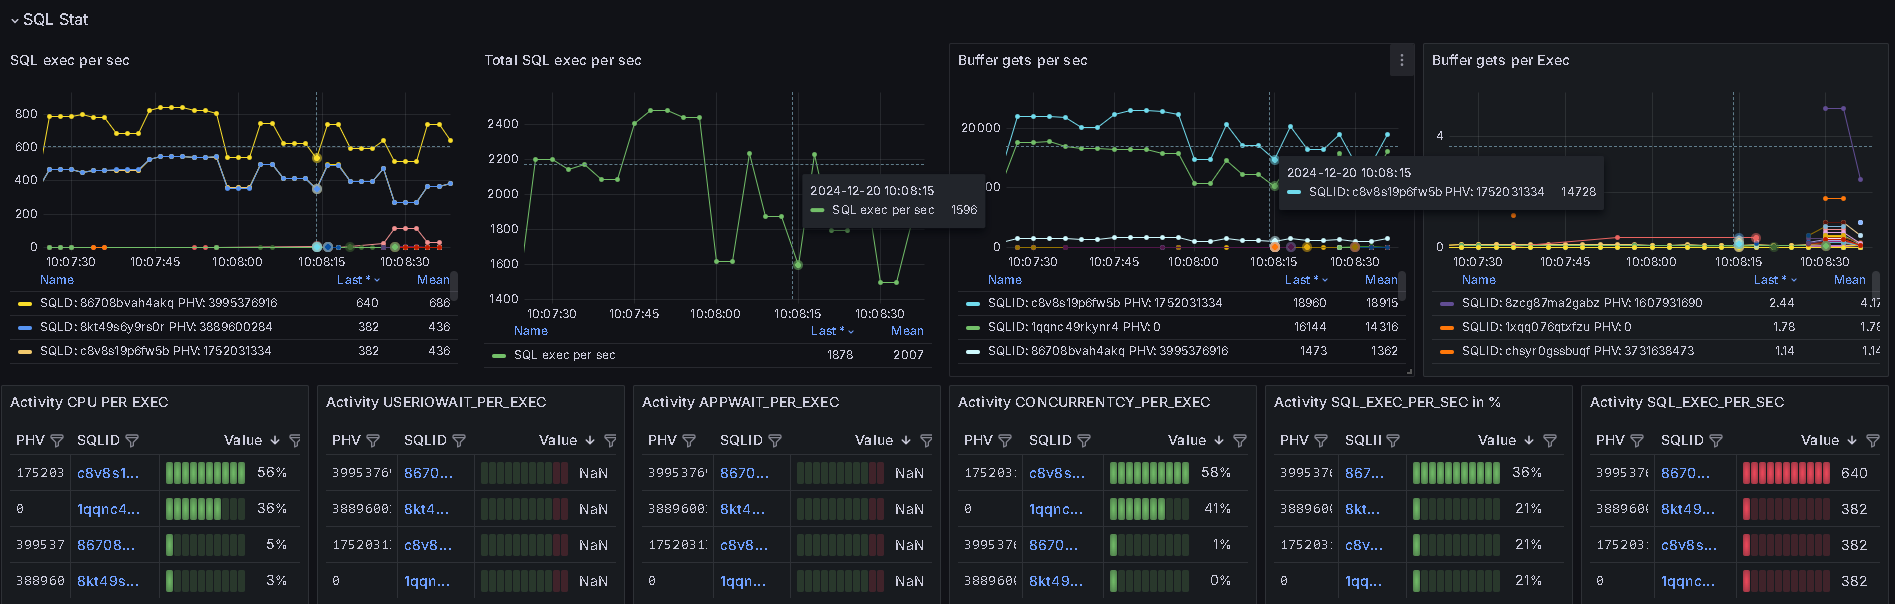 SQL Stat
SQL exec per sec
800
600
400
200
0
10:07:30 10:07:45 10:08:00 10:08:15 10:08:30
Name Last * Mean
SQLD: 86708bvah4akq PHV: 3995376916 640 686
SQLID: 8kt49s6y9rs0r PHV: 3889600284 382 436
SQLD: c8v8s19p6fw5b PHV: 1752031334 382 436
Total SQL exec per sec
2400
2200
2000
1800
1600
1400
10:07:30 10:07:45 10:08:00 10:08:15 10:08:30
2024-12-20 10:08:15
SQL exec per sec 1596
Name Last * Mean
SQL exec per sec 1878 2007
Buffer gets per sec
20000
00
0
10:07:30 10:07:45 10:08:00 10:08:15 10:08:30
2024-12-20 10:08:15
SQLID: c8v8s19p6fw5b PHV: 1752031334 14728
Name Last * Mean
SQLID: c8v8s19p6fw5b PHV: 1752031334 18960 18915
SQLID: 1qqnc49rkynr4 PHV: 0 16144 14316
SQLID: 86708bvah4akq PHV: 3995376916 1473 1362
Buffer gets per Exec
4
0
10:07:30 10:07:45 10:08:00 10:08:15 10:08:30
Name Last * Mean
SQLID: 8zcg87ma2gabz PHV: 1607931690 2.44 4.17
SQLID: 1xqq076qtxfzu PHV: 0 1.78 1.78
SQLID: chsyr0gssbuqf PHV: 3731638473 1.14 1.14
Activity CPU PER EXEC
PHV SQLID Value
175203 c8v8s1... 56%
0 1qqnc4... 36%
399537 86708... 5%
388960 8kt49s... 3%
Activity USERIOWAIT_PER_EXEC
PHV SQLID Value
3995376 8670... NaN
3889600 8kt4... NaN
1752031 c8v8... NaN
0 1qqn... NaN
Activity APPWAIT_PER_EXEC
PHV SQLID Value
3995376 8670... NaN
3889600 8kt4... NaN
1752031 c8v8... NaN
0 1qqn... NaN
Activity CONCURRENTCY_PER_EXEC
PHV SQLID Value
175203 c8v8s... 58%
0 1qqnc... 41%
399537 8670... 1%
388960 8kt49... 0%
Activity SQL_EXEC_PER_SEC in %
PHV SQLII Value
399537 867... 36%
388960 8kt... 21%
175203 c8v... 21%
0 1qq... 21%
Activity SQL_EXEC_PER_SEC
PHV SQLID Value
399537 8670... 640
388960 8kt49... 382
175203 c8v8s... 382
0 1qqnc... 382